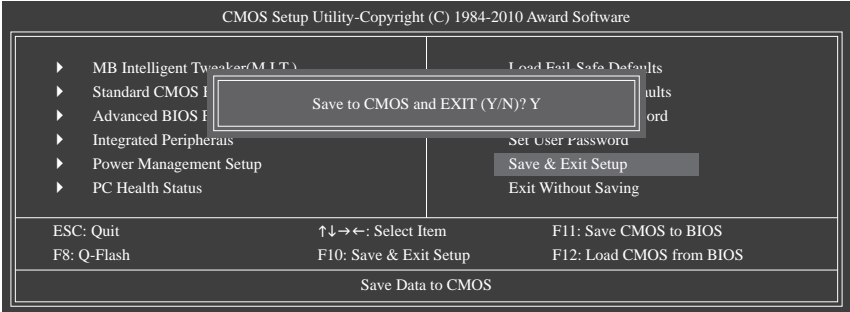 CMOS Setup Utility-Copyright (C) 1984-2010 Award Software
MB Intelligent Tweaker(M.I.T.)
Standard CMOS
Advanced BIOS
Integrated Peripherals
Power Management Setup
PC Health Status
Load Fail-Safe Defaults
Set User Password
Save & Exit Setup
Exit Without Saving
Save to CMOS and EXIT (Y/N)? Y
ESC: Quit
↑↓→←: Select Item
F11: Save CMOS to BIOS
F8: Q-Flash
F10: Save & Exit Setup
F12: Load CMOS from BIOS
Save Data to CMOS